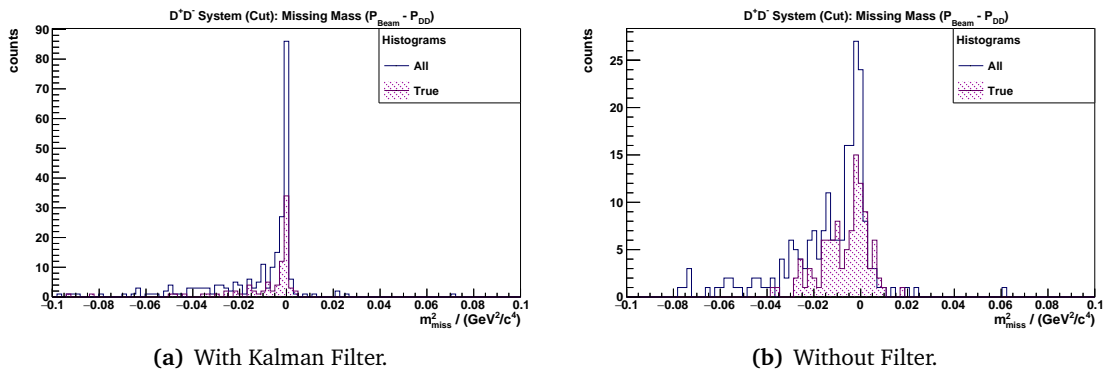 D⁺D⁻ System (Cut): Missing Mass (P_Beam - P_DD)
counts
90
80
70
60
50
40
30
20
10
0
Histograms
All
True
−0.1 −0.08 −0.06 −0.04 −0.02 0 0.02 0.04 0.06 0.08 0.1
m²_miss / (GeV²/c⁴)
(a) With Kalman Filter.
D⁺D⁻ System (Cut): Missing Mass (P_Beam - P_DD)
counts
25
20
15
10
5
0
Histograms
All
True
−0.1 −0.08 −0.06 −0.04 −0.02 0 0.02 0.04 0.06 0.08 0.1
m²_miss / (GeV²/c⁴)
(b) Without Filter.